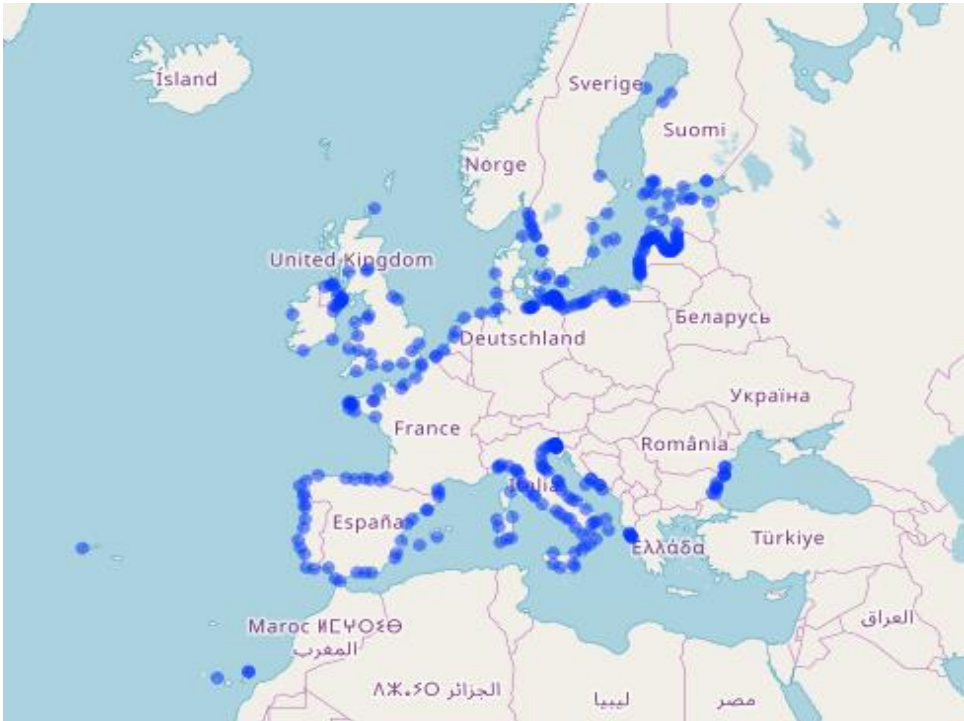 Ísland
Sverige
Suomi
Norge
United Kingdom
Беларусь
Deutschland
Україна
France
România
Italia
España
Ελλάδα
Türkiye
العراق
Maroc ⵍⵎⵖⵔⵉⴱ
المغرب
الجزائر
ليبيا
مصر